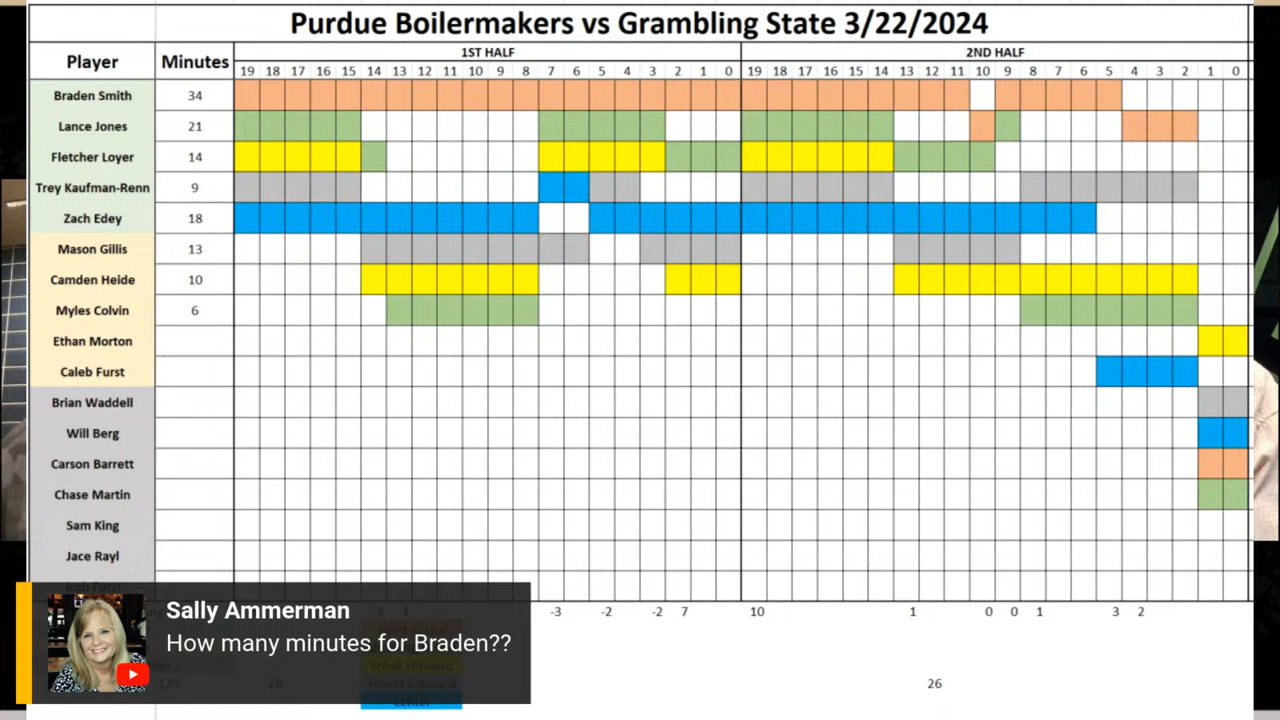 Purdue Boilermakers vs Grambling State 3/22/2024
Player Minutes 1ST HALF 2ND HALF
19 18 17 16 15 14 13 12 11 10 9 8 7 6 5 4 3 2 1 0 19 18 17 16 15 14 13 12 11 10 9 8 7 6 5 4 3 2 1 0
Braden Smith 34
Lance Jones 21
Fletcher Loyer 14
Trey Kaufman-Renn 9
Zach Edey 18
Mason Gillis 13
Camden Heide 10
Myles Colvin 6
Ethan Morton
Caleb Furst
Brian Waddell
Will Berg
Carson Barrett
Chase Martin
Sam King
Jace Rayl
-3 -2 -2 7 10 1 0 0 1 3 2
Sally Ammerman
How many minutes for Braden??
Small Forward
Power Forward
125 26
Center